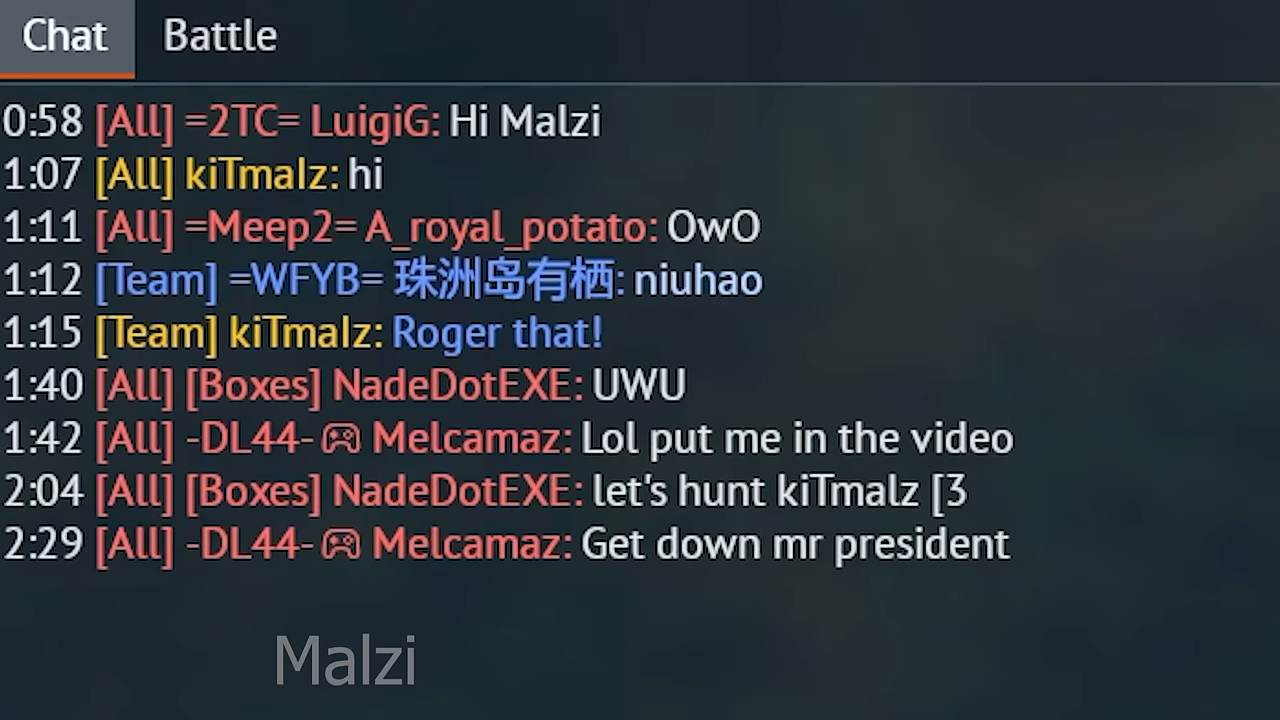 Chat Battle
0:58 [All] =2TC= LuigiG: Hi Malzi
1:07 [All] kiTmalz: hi
1:11 [All] =Meep2= A_royal_potato: OwO
1:12 [Team] =WFYB= 珠洲岛有栖: niuhao
1:15 [Team] kiTmalz: Roger that!
1:40 [All] [Boxes] NadeDotEXE: UWU
1:42 [All] -DL44- Melcamaz: Lol put me in the video
2:04 [All] [Boxes] NadeDotEXE: let's hunt kiTmalz [3
2:29 [All] -DL44- Melcamaz: Get down mr president
Malzi